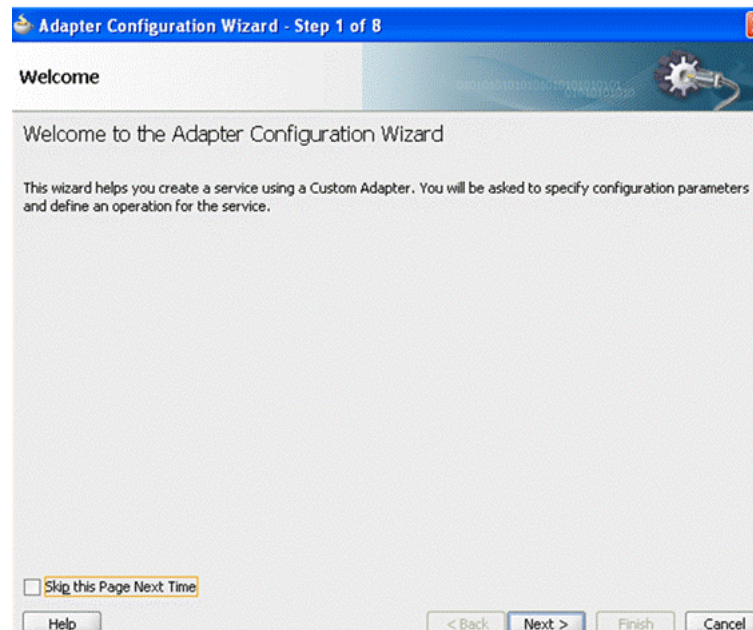 Adapter Configuration Wizard - Step 1 of 8
Welcome
Welcome to the Adapter Configuration Wizard
This wizard helps you create a service using a Custom Adapter. You will be asked to specify configuration parameters
and define an operation for the service.
Skip this Page Next Time
Help
< Back
Next >
Finish
Cancel